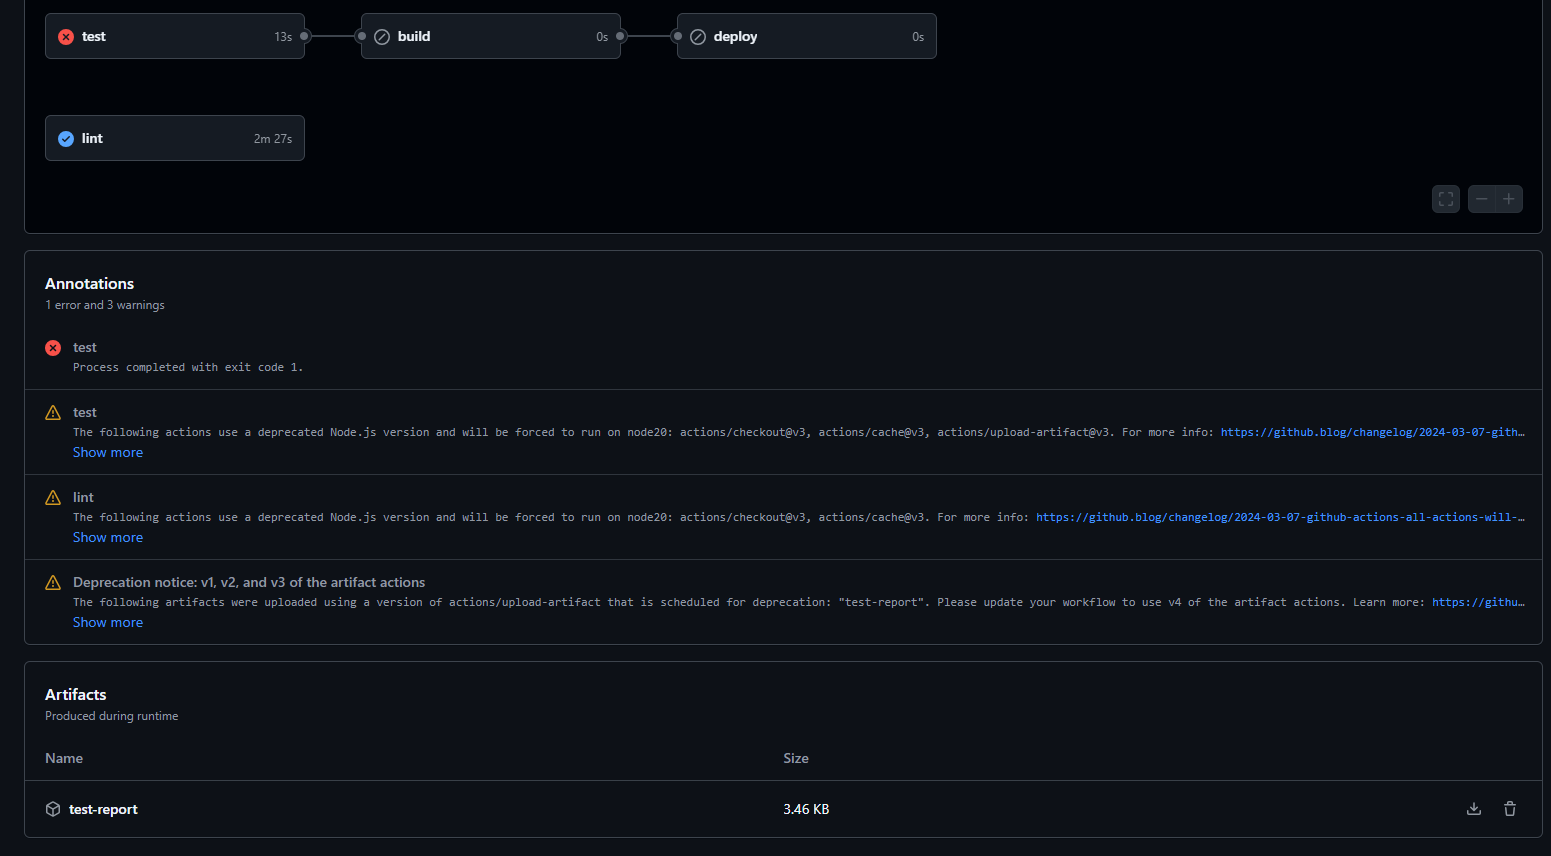 test 13s build 0s deploy 0s
lint 2m 27s
Annotations
1 error and 3 warnings
test
Process completed with exit code 1.
test
The following actions use a deprecated Node.js version and will be forced to run on node20: actions/checkout@v3, actions/cache@v3, actions/upload-artifact@v3. For more info: https://github.blog/changelog/2024-03-07-gith…
Show more
lint
The following actions use a deprecated Node.js version and will be forced to run on node20: actions/checkout@v3, actions/cache@v3. For more info: https://github.blog/changelog/2024-03-07-github-actions-all-actions-will-…
Show more
Deprecation notice: v1, v2, and v3 of the artifact actions
The following artifacts were uploaded using a version of actions/upload-artifact that is scheduled for deprecation: "test-report". Please update your workflow to use v4 of the artifact actions. Learn more: https://githu…
Show more
Artifacts
Produced during runtime
Name Size
test-report 3.46 KB